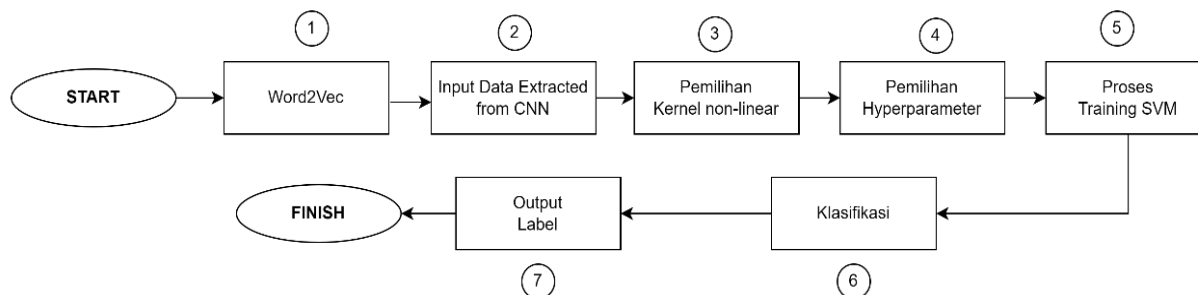 1
2
3
4
5
START
Word2Vec
Input Data Extracted
from CNN
Pemilihan
Kernel non-linear
Pemilihan
Hyperparameter
Proses
Training SVM
FINISH
Output
Label
Klasifikasi
7
6